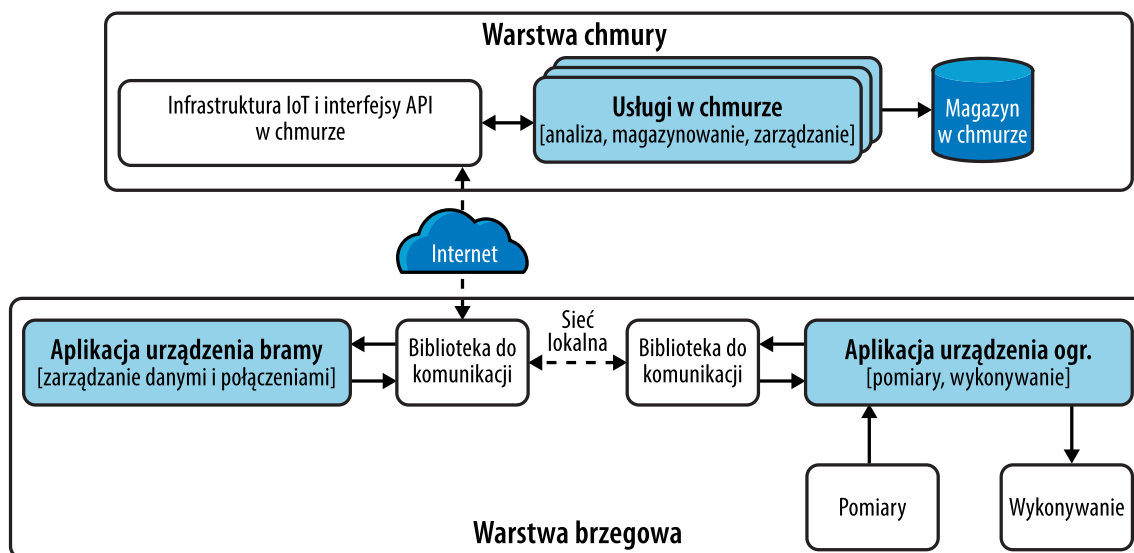 Warstwa chmury
Infrastruktura IoT i interfejsy API
w chmurze
Usługi w chmurze
[analiza, magazynowanie, zarządzanie]
Magazyn
w chmurze
Internet
Aplikacja urządzenia bramy
[zarządzanie danymi i połączeniami]
Biblioteka do
komunikacji
Sieć
lokalna
Biblioteka do
komunikacji
Aplikacja urządzenia ogr.
[pomiary, wykonywanie]
Pomiary
Wykonywanie
Warstwa brzegowa